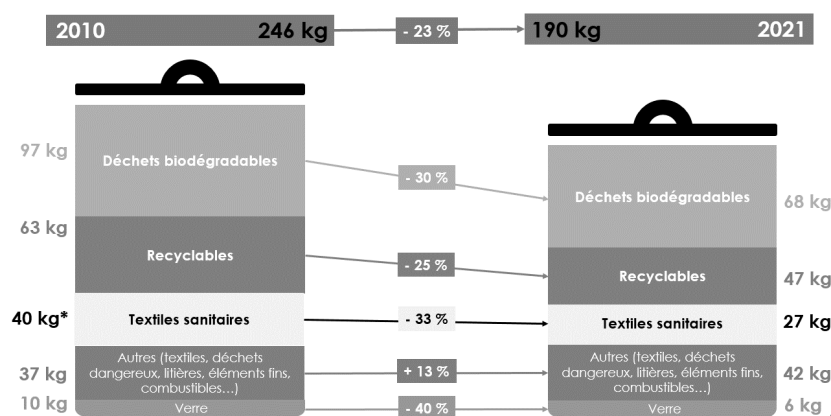 2010 246 kg - 23 % 190 kg 2021
97 kg Déchets biodégradables - 30 % Déchets biodégradables 68 kg
63 kg Recyclables - 25 % Recyclables 47 kg
40 kg* Textiles sanitaires - 33 % Textiles sanitaires 27 kg
37 kg
Autres (textiles, déchets
dangereux, litières, éléments fins,
combustibles…)
+ 13 %
Autres (textiles, déchets
dangereux, litières, éléments fins,
combustibles…)
42 kg
10 kg Verre - 40 % Verre 6 kg